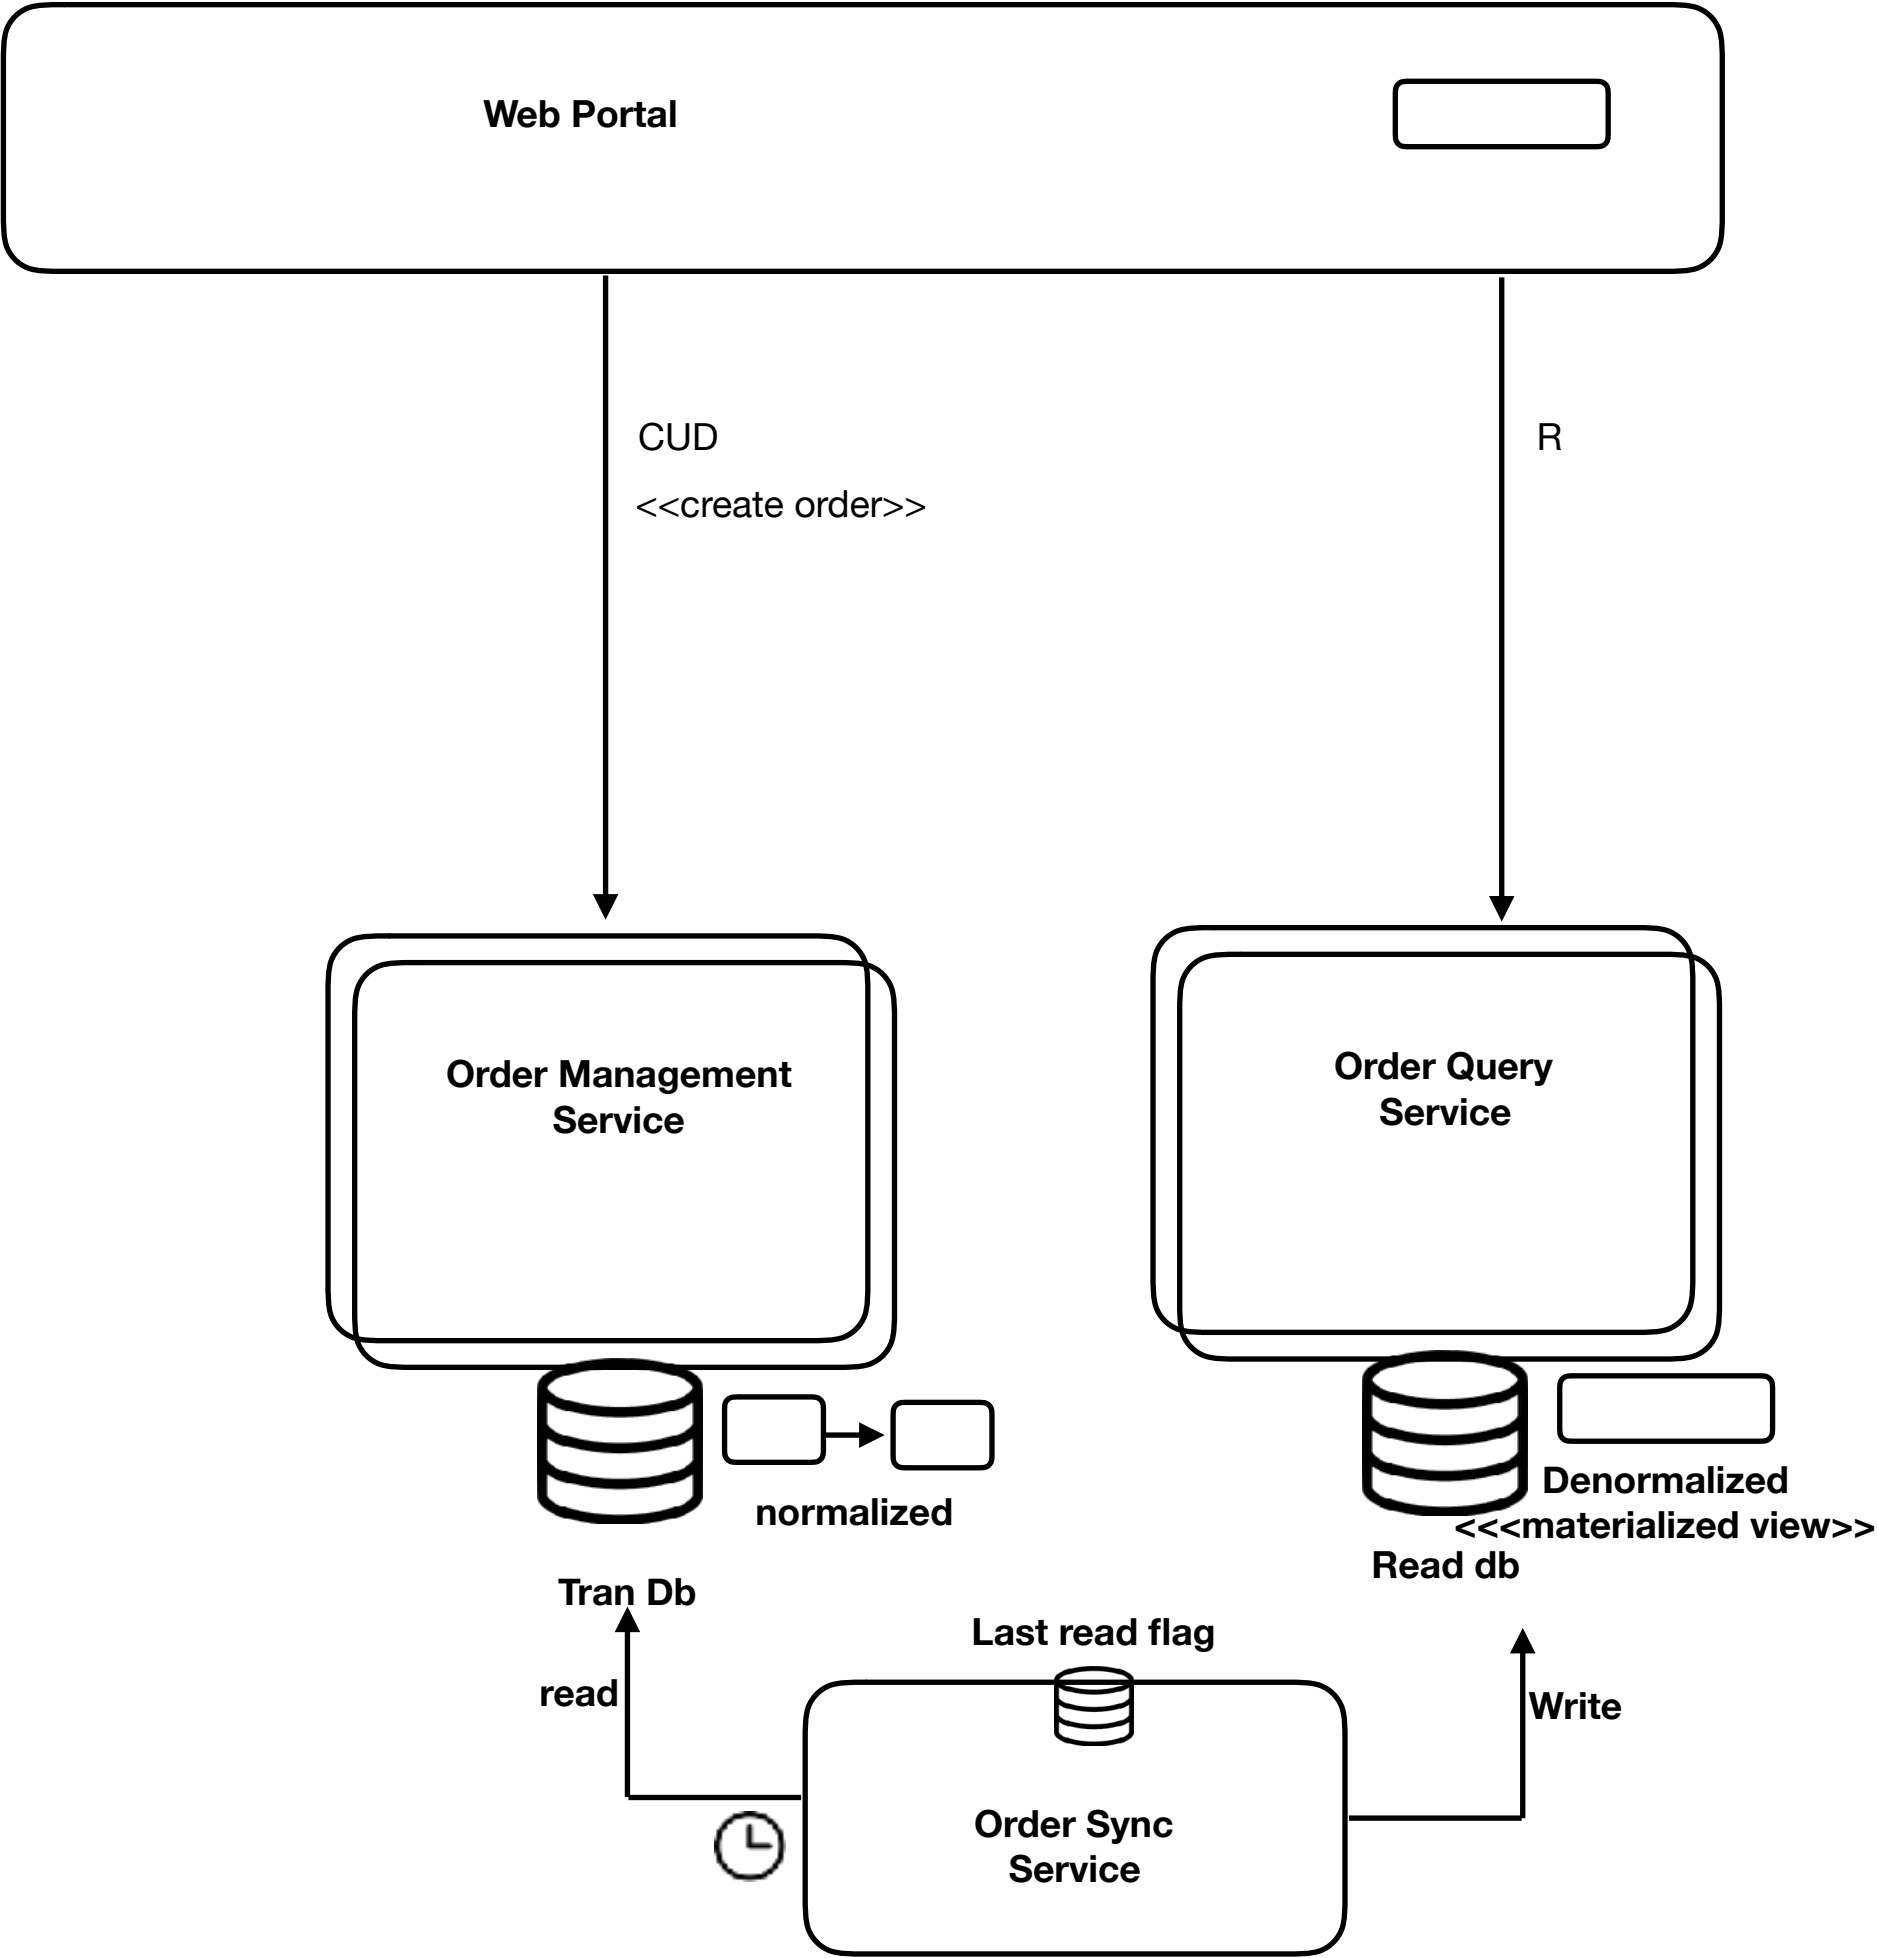 Web Portal
CUD
R
<<create order>>
Order Management
Service
Order Query
Service
normalized
Denormalized
<<<materialized view>>
Read db
Tran Db
Last read flag
read
Write
Order Sync
Service